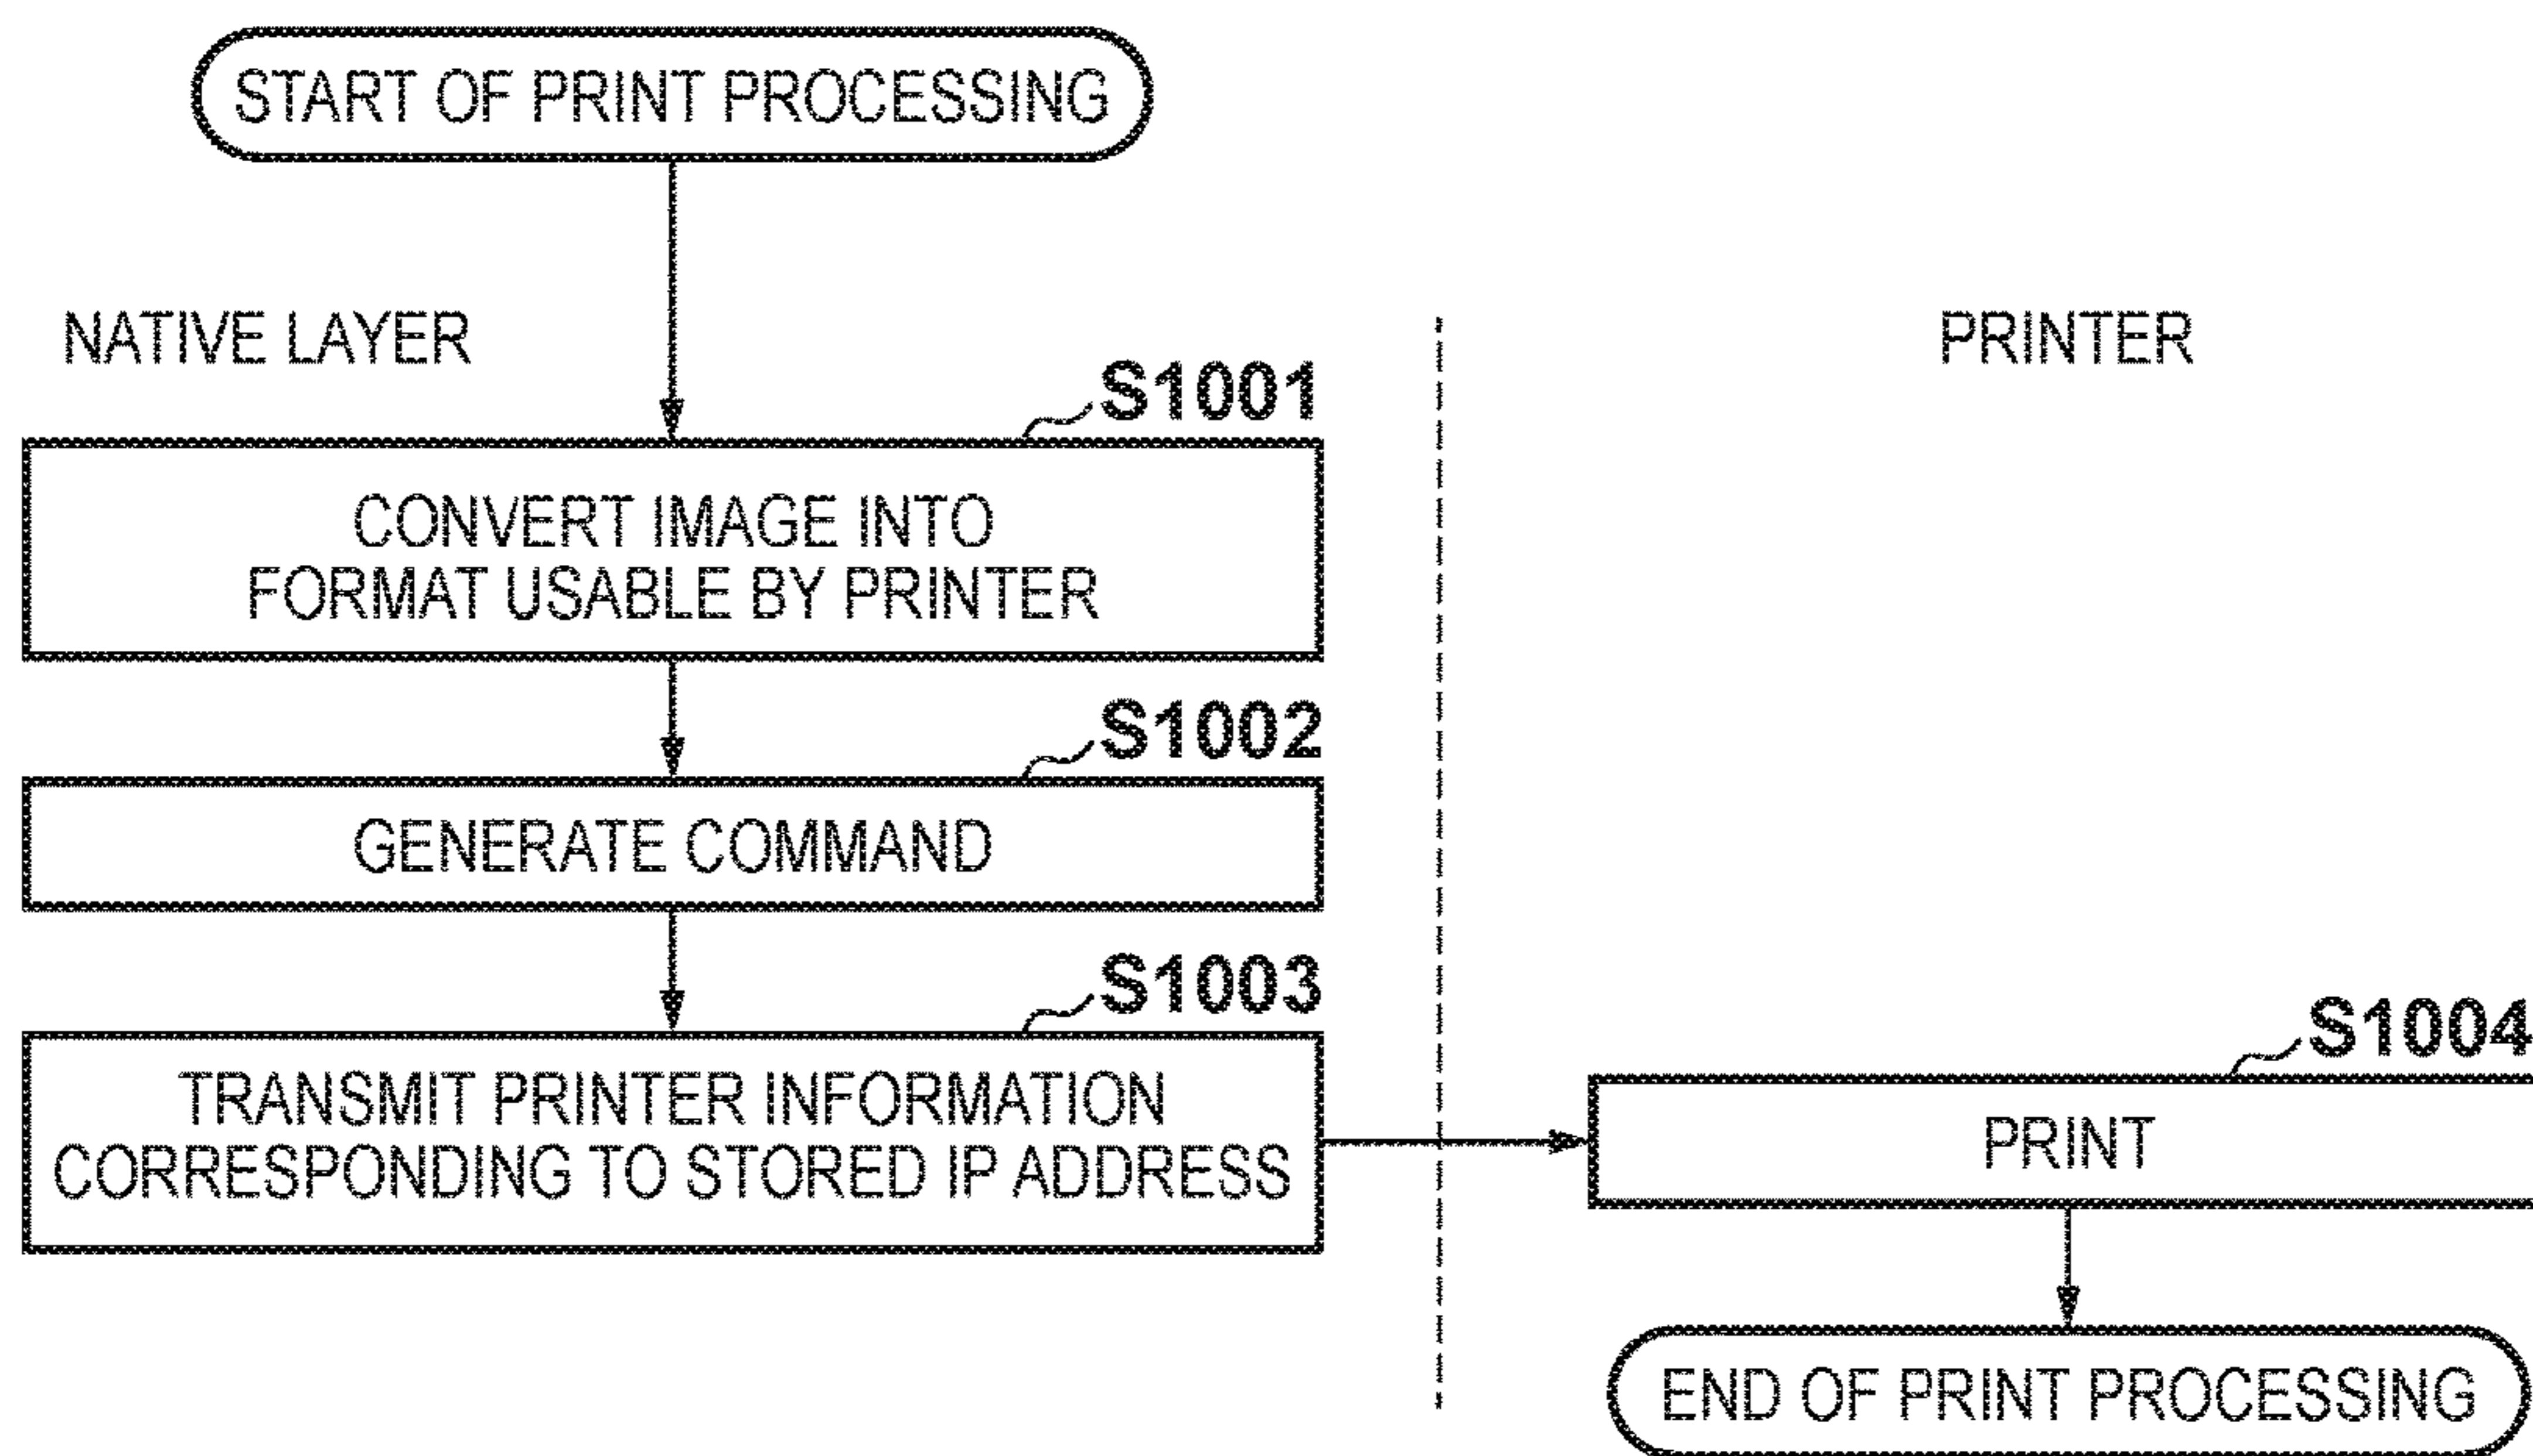 START OF PRINT PROCESSING
NATIVE LAYER
PRINTER
S1001
CONVERT IMAGE INTO
FORMAT USABLE BY PRINTER
S1002
GENERATE COMMAND
S1003
TRANSMIT PRINTER INFORMATION
CORRESPONDING TO STORED IP ADDRESS
S1004
PRINT
END OF PRINT PROCESSING